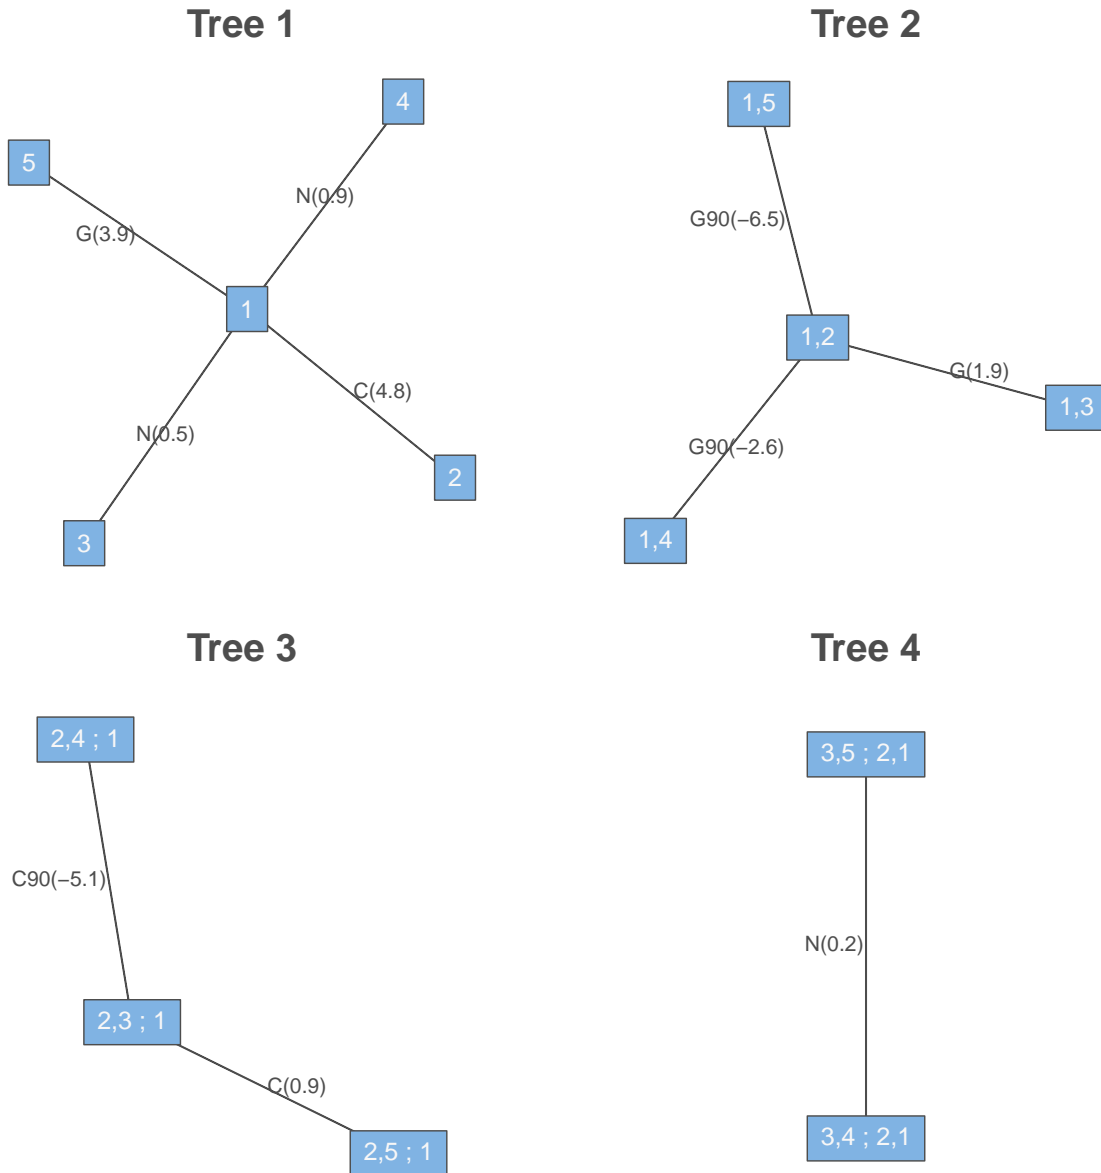 Tree 1
4
5
N(0.9)
G(3.9)
1
C(4.8)
N(0.5)
2
3
Tree 2
1,5
G90(−6.5)
1,2
G(1.9)
1,3
G90(−2.6)
1,4
Tree 3
2,4 ; 1
C90(−5.1)
2,3 ; 1
C(0.9)
2,5 ; 1
Tree 4
3,5 ; 2,1
N(0.2)
3,4 ; 2,1